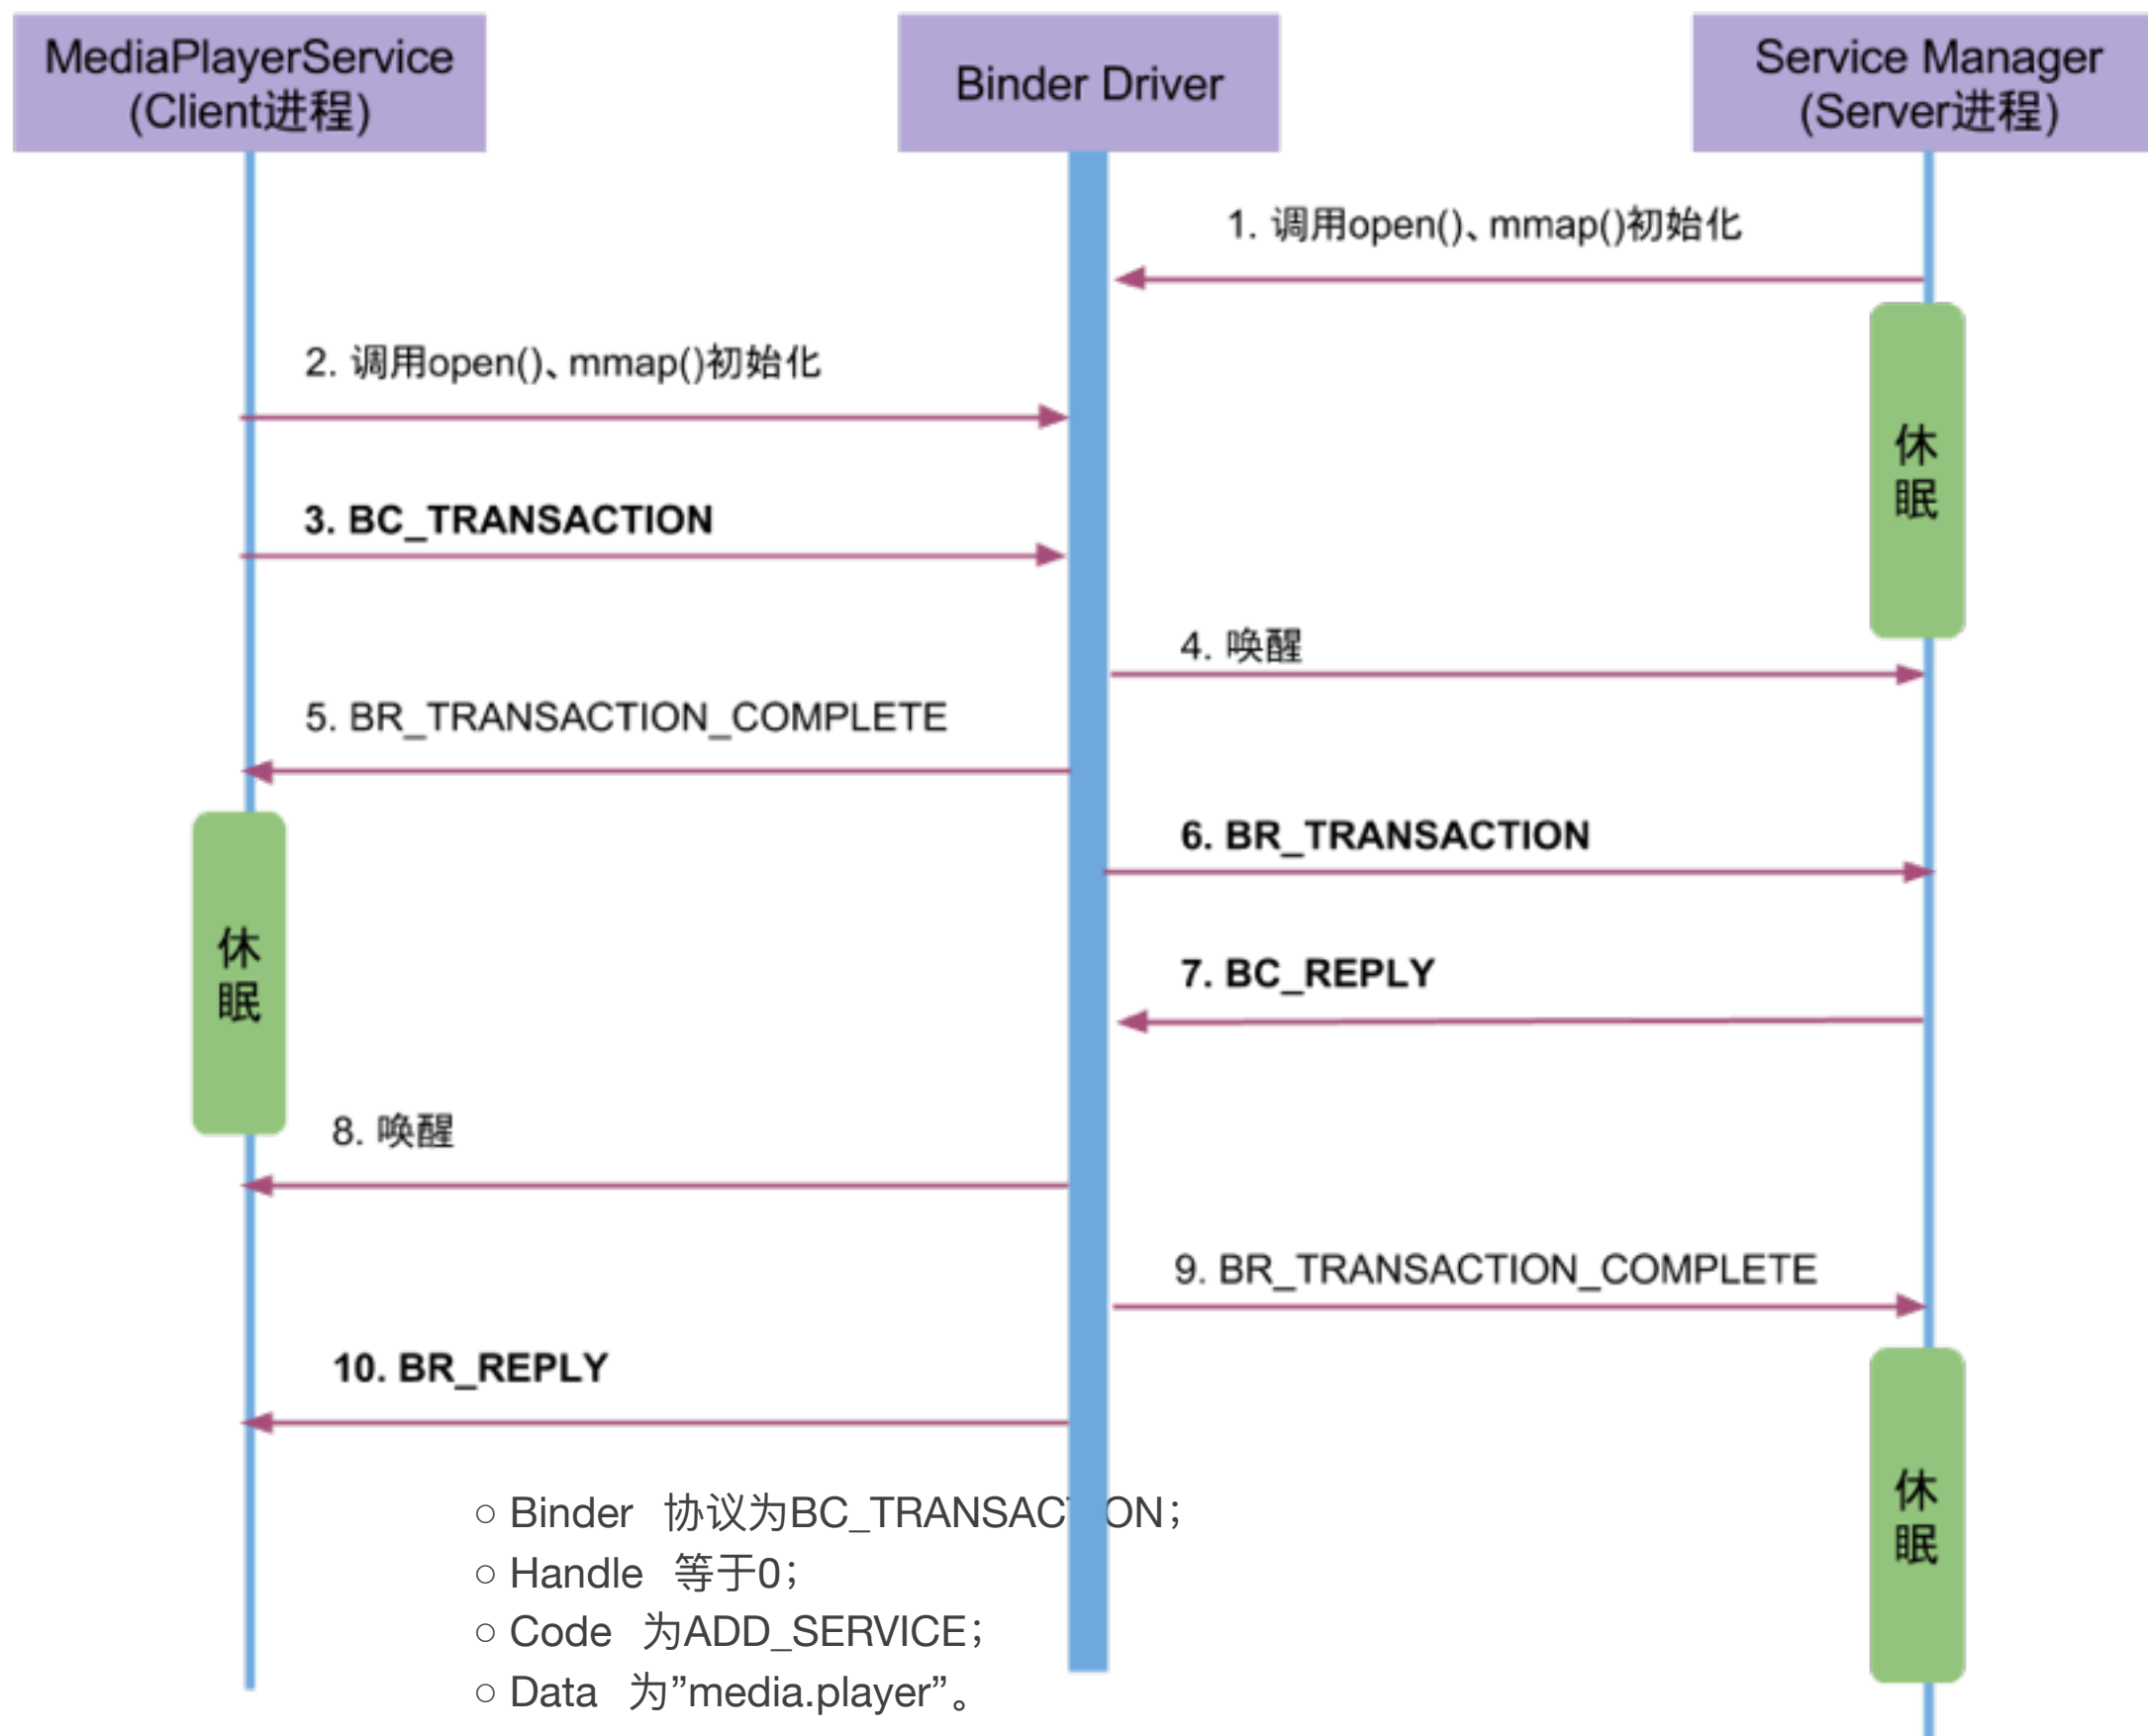 MediaPlayerService
(Client进程)
Binder Driver
Service Manager
(Server进程)
1. 调用open()、mmap()初始化
2. 调用open()、mmap()初始化
休
眠
3. BC_TRANSACTION
4. 唤醒
5. BR_TRANSACTION_COMPLETE
6. BR_TRANSACTION
休
眠
7. BC_REPLY
8. 唤醒
9. BR_TRANSACTION_COMPLETE
10. BR_REPLY
休
眠
○ Binder 协议为BC_TRANSACTION；
○ Handle 等于0；
○ Code 为ADD_SERVICE；
○ Data 为”media.player”。